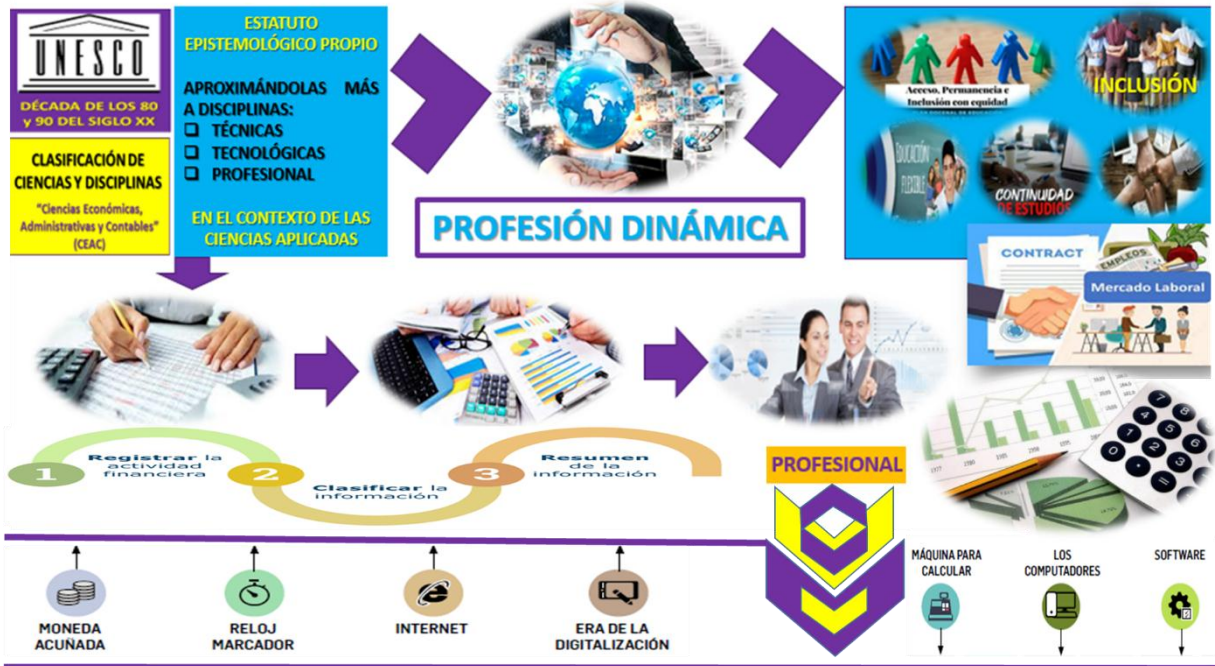 UNESCO
DÉCADA DE LOS 80
y 90 DEL SIGLO XX
CLASIFICACIÓN DE
CIENCIAS Y DISCIPLINAS
"Ciencias Económicas,
Administrativas y Contables"
(CEAC)
ESTATUTO
EPISTEMOLÓGICO PROPIO
APROXIMÁNDOLAS MÁS
A DISCIPLINAS:
TÉCNICAS
TECNOLÓGICAS
PROFESIONAL
EN EL CONTEXTO DE LAS
CIENCIAS APLICADAS
PROFESIÓN DINÁMICA
Acceso, Permanencia e
Inclusión con equidad
INCLUSIÓN
EDUCACIÓN
FLEXIBLE
CONTINUIDAD
DE ESTUDIOS
CONTRACT
EMPLEOS
Mercado Laboral
1
Registrar la
actividad
financiera
2
Clasificar la
información
3
Resumen
de la
información
PROFESIONAL
MONEDA
ACUÑADA
RELOJ
MARCADOR
INTERNET
ERA DE LA
DIGITALIZACIÓN
MÁQUINA PARA
CALCULAR
LOS
COMPUTADORES
SOFTWARE